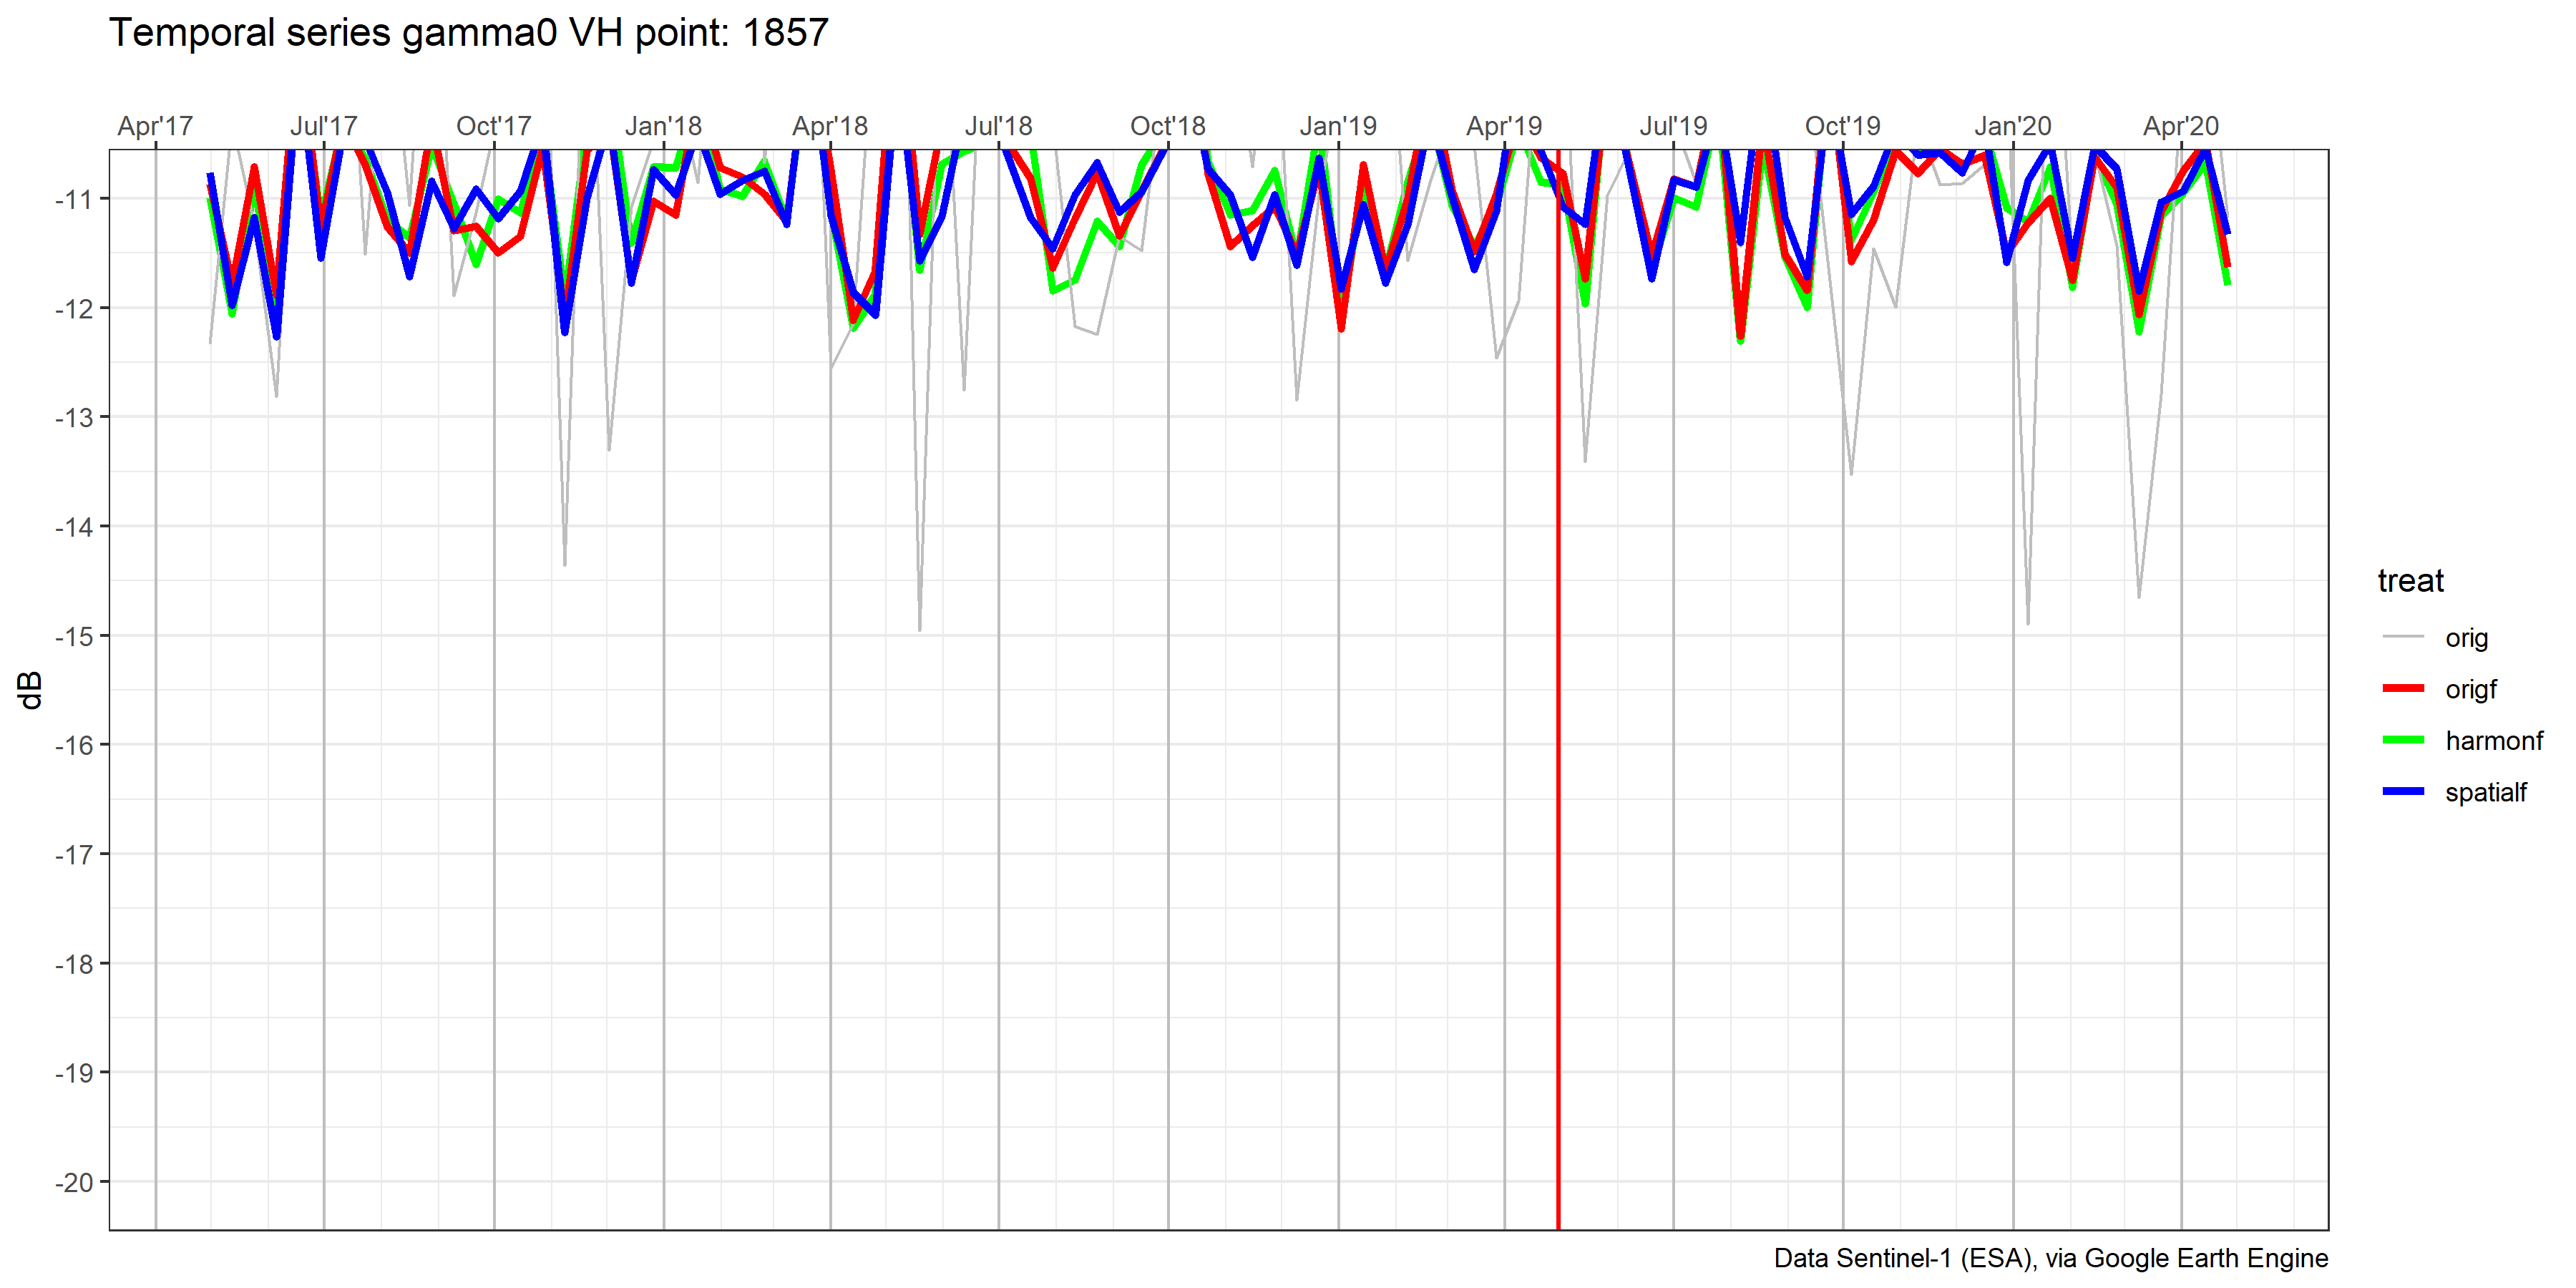 Temporal series gamma0 VH point: 1857
Apr'17 Jul'17 Oct'17 Jan'18 Apr'18 Jul'18 Oct'18 Jan'19 Apr'19 Jul'19 Oct'19 Jan'20 Apr'20
-11
-12
-13
-14
-15
-16
-17
-18
-19
-20
dB
treat
orig
origf
harmonf
spatialf
Data Sentinel-1 (ESA), via Google Earth Engine